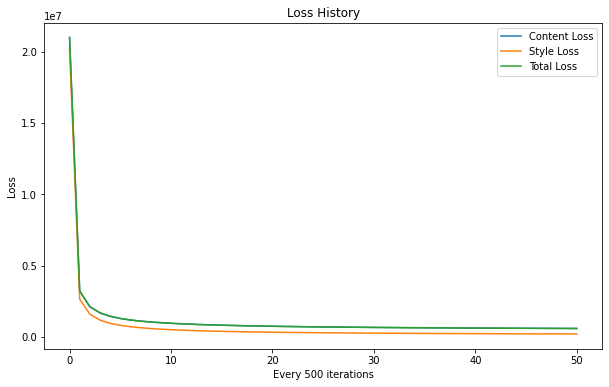 Loss History
1e7
Content Loss
Style Loss
Total Loss
2.0
1.5
1.0
0.5
0.0
Loss
0 10 20 30 40 50
Every 500 iterations